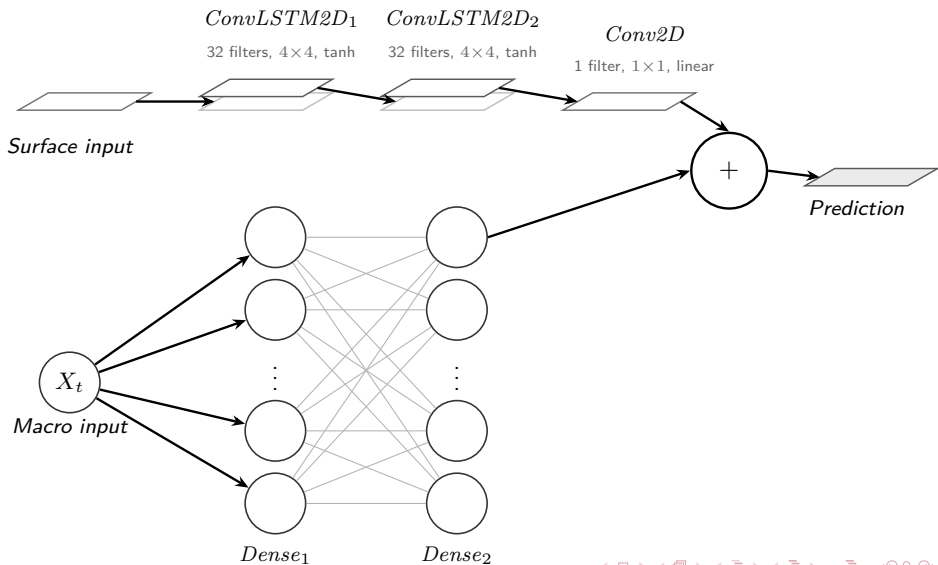 ConvLSTM2D₁
ConvLSTM2D₂
Conv2D
32 filters, 4×4, tanh
32 filters, 4×4, tanh
1 filter, 1×1, linear
Surface input
+
Prediction
Xₜ
Macro input
⋮
⋮
Dense₁
Dense₂